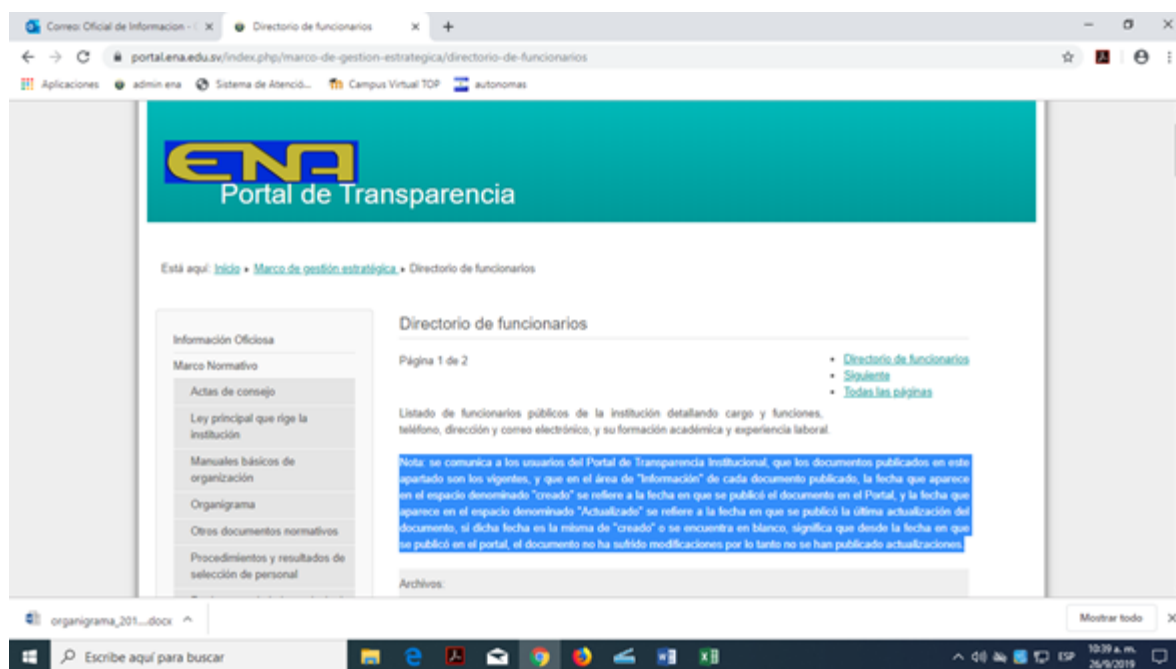 Correo: Oficial de Informacion -
Directorio de funcionarios
portal.ena.edu.sv/index.php/marco-de-gestion-estrategica/directorio-de-funcionarios
Aplicaciones admin ena Sistema de Atenció... Campus Virtual TOP autonomas
ENA
Portal de Transparencia
Está aquí: Inicio Marco de gestión estratégica Directorio de funcionarios
Información Oficiosa
Marco Normativo
Actas de consejo
Ley principal que rige la
institución
Manuales básicos de
organización
Organigrama
Otros documentos normativos
Procedimientos y resultados de
selección de personal
Directorio de funcionarios
Página 1 de 2
Directorio de funcionarios
Siguiente
Todas las páginas
Listado de funcionarios públicos de la institución detallando cargo y funciones,
teléfono, dirección y correo electrónico, y su formación académica y experiencia laboral.
Nota: se comunica a los usuarios del Portal de Transparencia Institucional, que los documentos publicados en este
apartado son los vigentes, y que en el área de "Información" de cada documento publicado, la fecha que aparece
en el espacio denominado "creado" se refiere a la fecha en que se publicó el documento en el Portal, y la fecha que
aparece en el espacio denominado "Actualizado" se refiere a la fecha en que se publicó la última actualización del
documento, si dicha fecha es la misma de "creado" o se encuentra en blanco, significa que desde la fecha en que
se publicó en el portal, el documento no ha sufrido modificaciones por lo tanto no se han publicado actualizaciones.
Archivos:
organigrama_201....docx
Mostrar todo
Escribe aquí para buscar
ESP
10:39 a. m.
26/9/2019